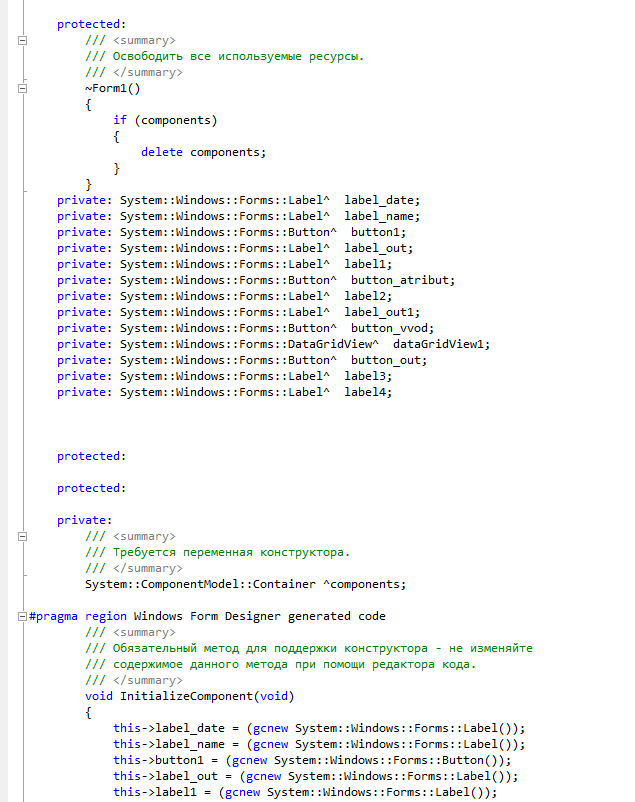 protected:
/// <summary>
/// Освободить все используемые ресурсы.
/// </summary>
~Form1()
{
if (components)
{
delete components;
}
}
private: System::Windows::Forms::Label^  label_date;
private: System::Windows::Forms::Label^  label_name;
private: System::Windows::Forms::Button^  button1;
private: System::Windows::Forms::Label^  label_out;
private: System::Windows::Forms::Label^  label1;
private: System::Windows::Forms::Button^  button_atribut;
private: System::Windows::Forms::Label^  label2;
private: System::Windows::Forms::Label^  label_out1;
private: System::Windows::Forms::Button^  button_vvod;
private: System::Windows::Forms::DataGridView^  dataGridView1;
private: System::Windows::Forms::Button^  button_out;
private: System::Windows::Forms::Label^  label3;
private: System::Windows::Forms::Label^  label4;
protected:
protected:
private:
/// <summary>
/// Требуется переменная конструктора.
/// </summary>
System::ComponentModel::Container ^components;
#pragma region Windows Form Designer generated code
/// <summary>
/// Обязательный метод для поддержки конструктора - не изменяйте
/// содержимое данного метода при помощи редактора кода.
/// </summary>
void InitializeComponent(void)
{
this->label_date = (gcnew System::Windows::Forms::Label());
this->label_name = (gcnew System::Windows::Forms::Label());
this->button1 = (gcnew System::Windows::Forms::Button());
this->label_out = (gcnew System::Windows::Forms::Label());
this->label1 = (gcnew System::Windows::Forms::Label());